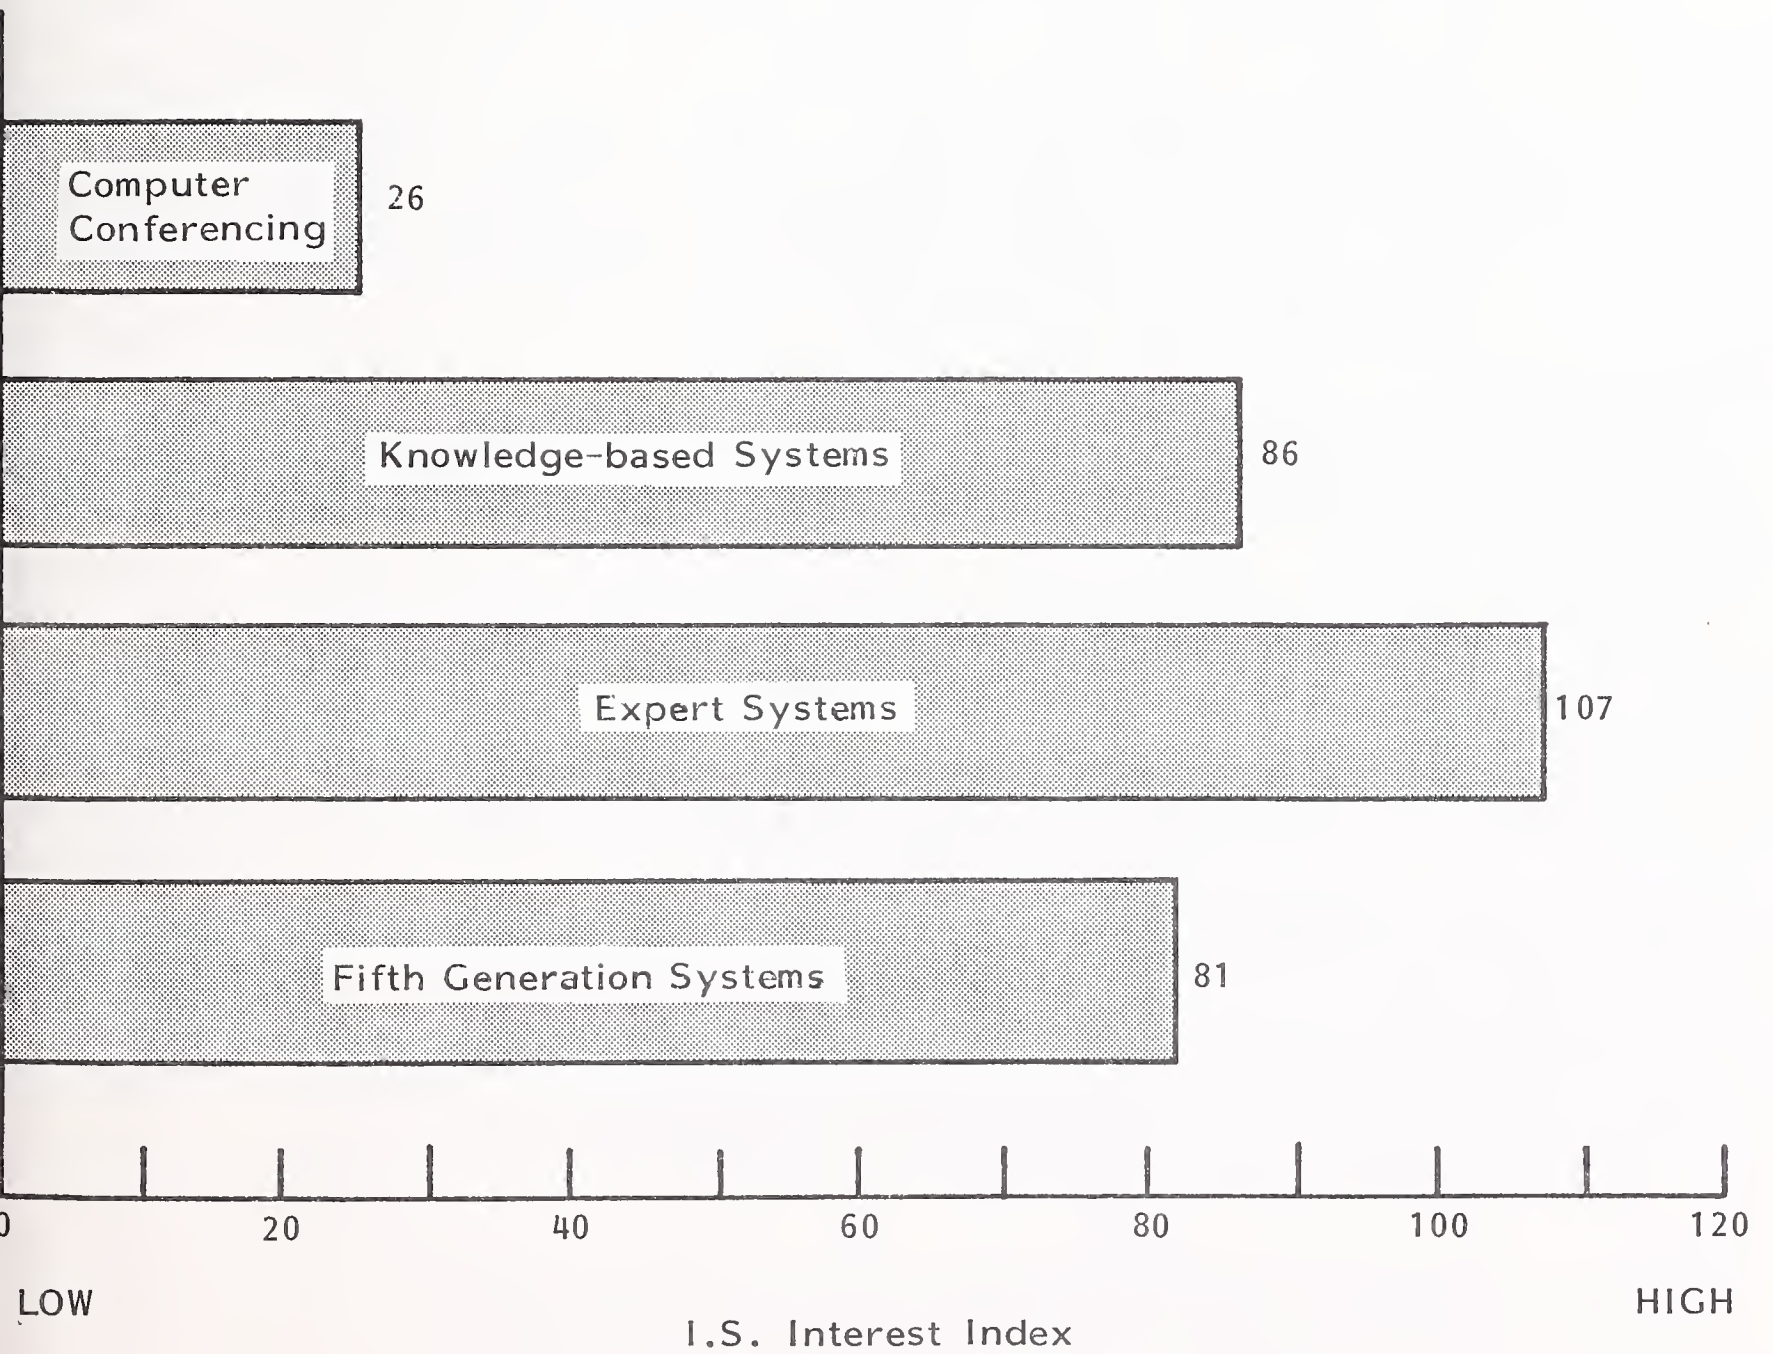 Computer
Conferencing
26
Knowledge-based Systems
86
Expert Systems
107
Fifth Generation Systems
81
0 20 40 60 80 100 120
LOW HIGH
I.S. Interest Index